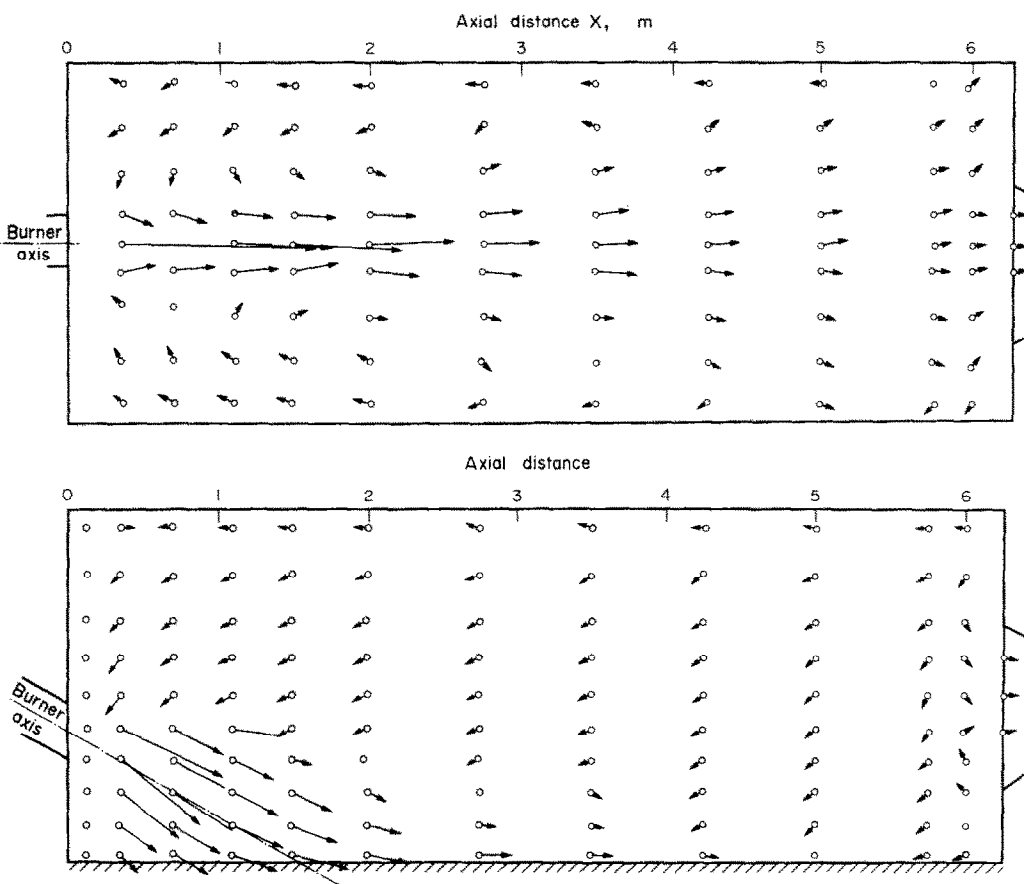 Axial distance X, m
0 1 2 3 4 5 6
Burner
axis
Axial distance
0 1 2 3 4 5 6
Burner
axis